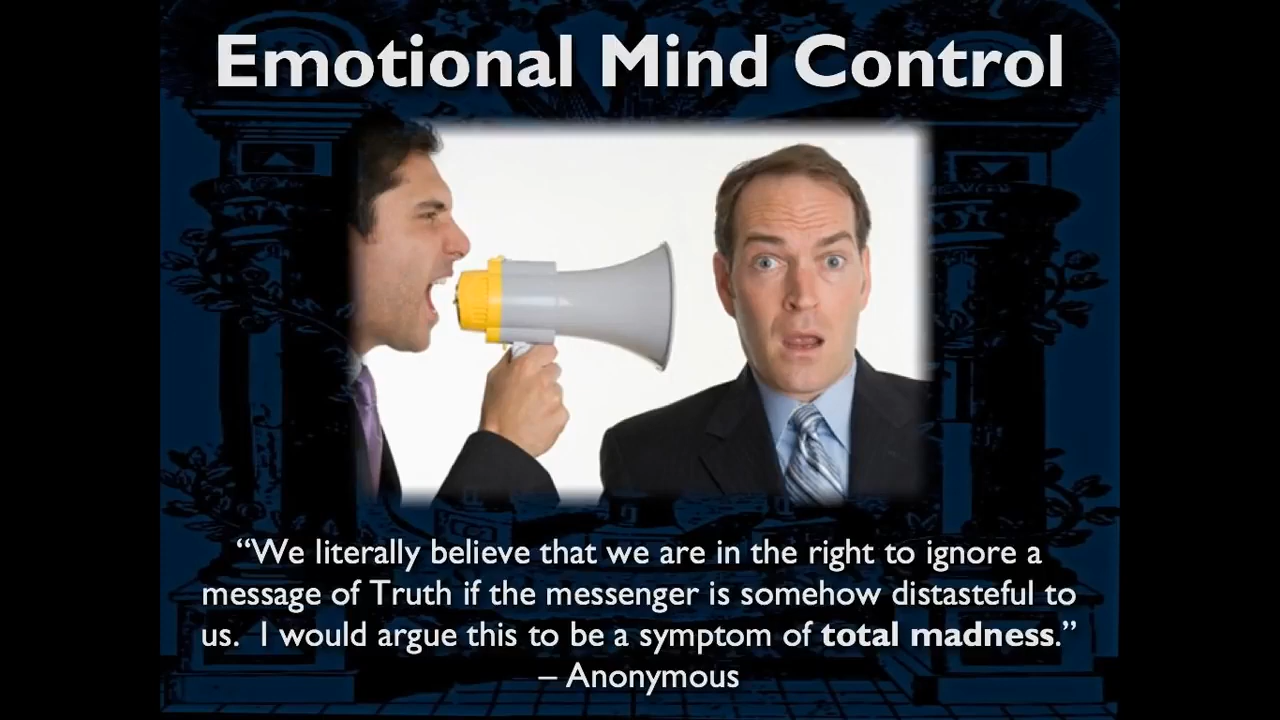 Emotional Mind Control
“We literally believe that we are in the right to ignore a
message of Truth if the messenger is somehow distasteful to
us.  I would argue this to be a symptom of total madness.”
– Anonymous